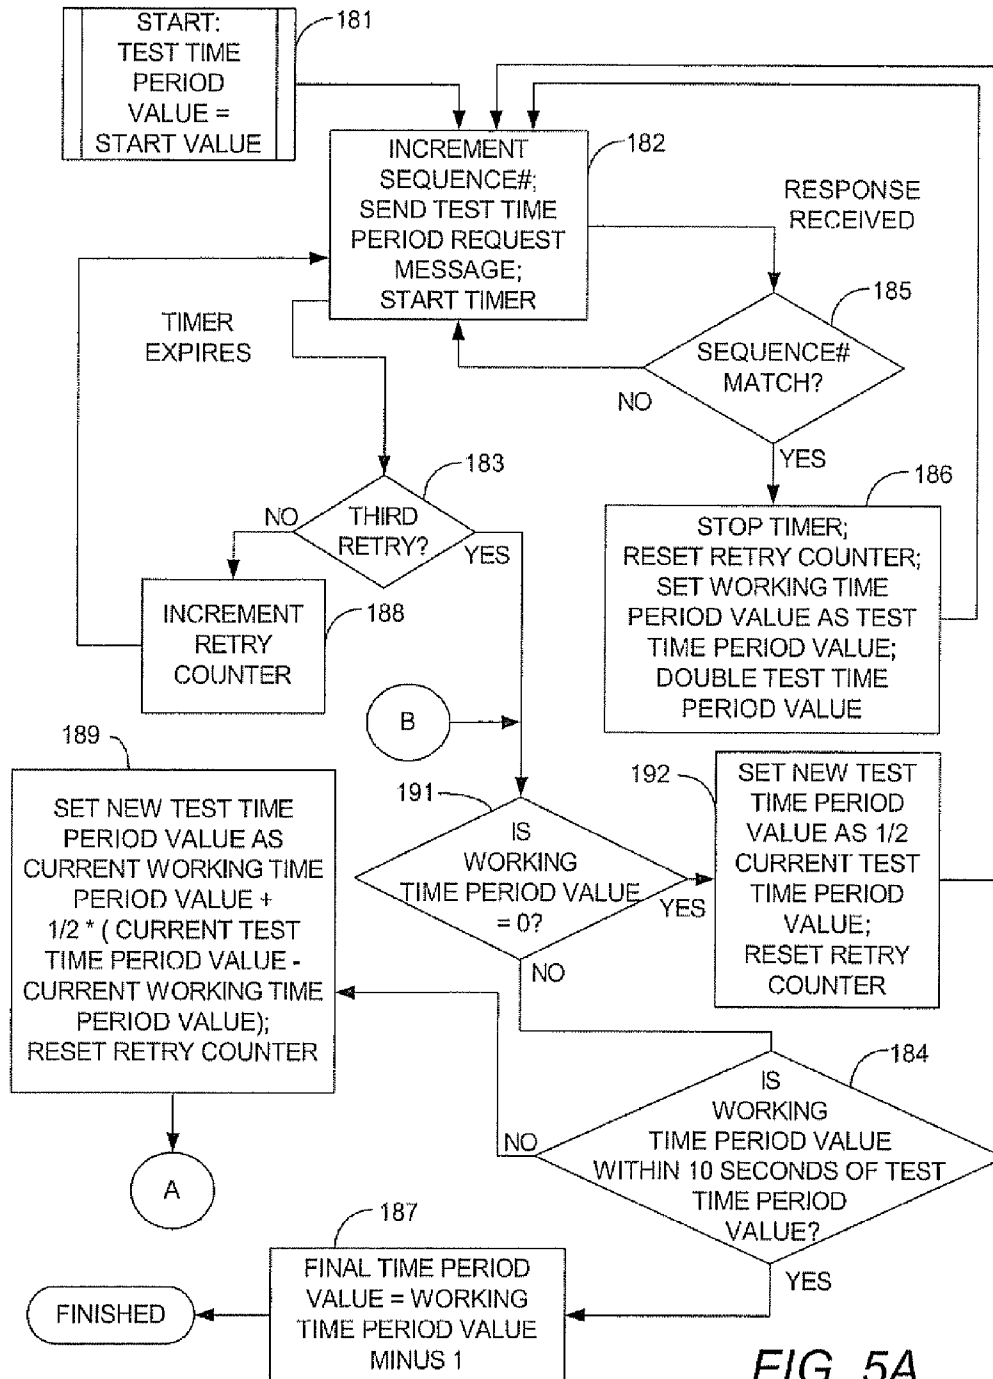 START:
TEST TIME
PERIOD
VALUE =
START VALUE
181
INCREMENT
SEQUENCE#;
SEND TEST TIME
PERIOD REQUEST
MESSAGE;
START TIMER
182
RESPONSE
RECEIVED
TIMER
EXPIRES
185
SEQUENCE#
MATCH?
NO
YES
183
THIRD
RETRY?
NO
YES
186
STOP TIMER;
RESET RETRY COUNTER;
SET WORKING TIME
PERIOD VALUE AS TEST
TIME PERIOD VALUE;
DOUBLE TEST TIME
PERIOD VALUE
INCREMENT
RETRY
COUNTER
188
B
189
SET NEW TEST TIME
PERIOD VALUE AS
CURRENT WORKING TIME
PERIOD VALUE +
1/2 * ( CURRENT TEST
TIME PERIOD VALUE -
CURRENT WORKING TIME
PERIOD VALUE);
RESET RETRY COUNTER
191
IS
WORKING
TIME PERIOD VALUE
= 0?
YES
NO
192
SET NEW TEST
TIME PERIOD
VALUE AS 1/2
CURRENT TEST
TIME PERIOD
VALUE;
RESET RETRY
COUNTER
184
IS
WORKING
TIME PERIOD VALUE
WITHIN 10 SECONDS OF TEST
TIME PERIOD
VALUE?
NO
YES
A
187
FINAL TIME PERIOD
VALUE = WORKING
TIME PERIOD VALUE
MINUS 1
FINISHED
FIG. 5A